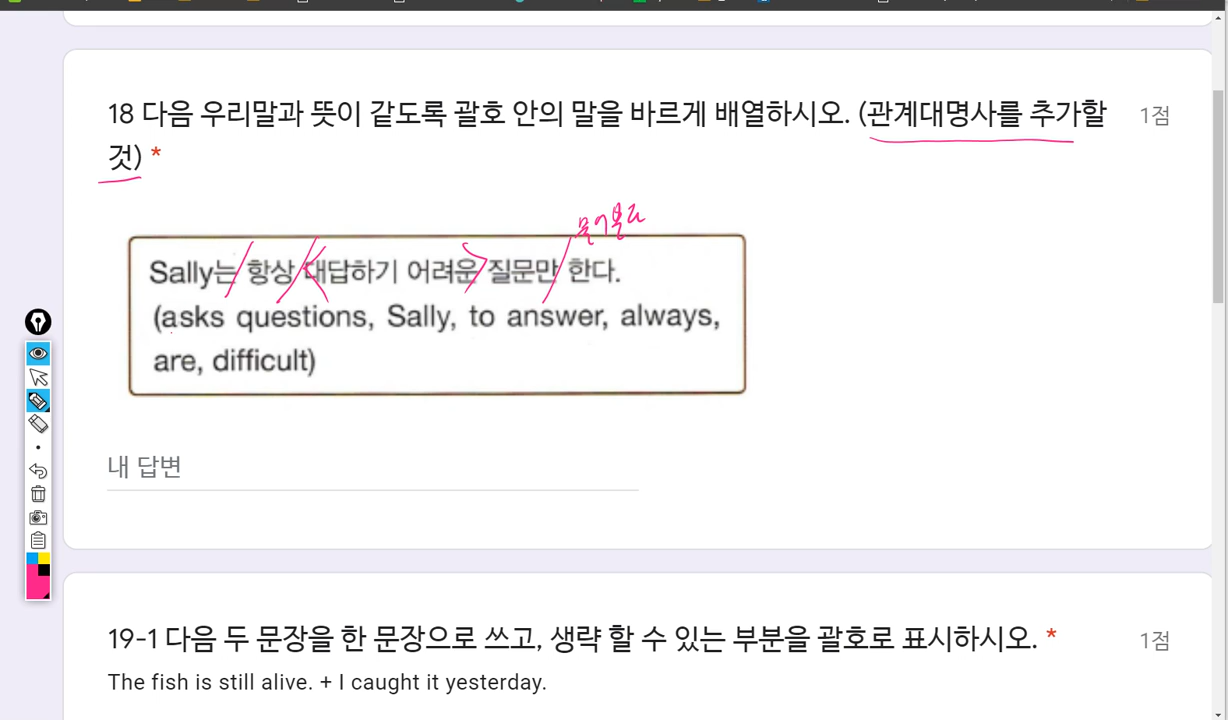 18 다음 우리말과 뜻이 같도록 괄호 안의 말을 바르게 배열하시오. (관계대명사를 추가할
것) *
1점
물어본다
Sally는 항상 대답하기 어려운 질문만 한다.
(asks questions, Sally, to answer, always,
are, difficult)
내 답변
19-1 다음 두 문장을 한 문장으로 쓰고, 생략 할 수 있는 부분을 괄호로 표시하시오. *
1점
The fish is still alive. + I caught it yesterday.